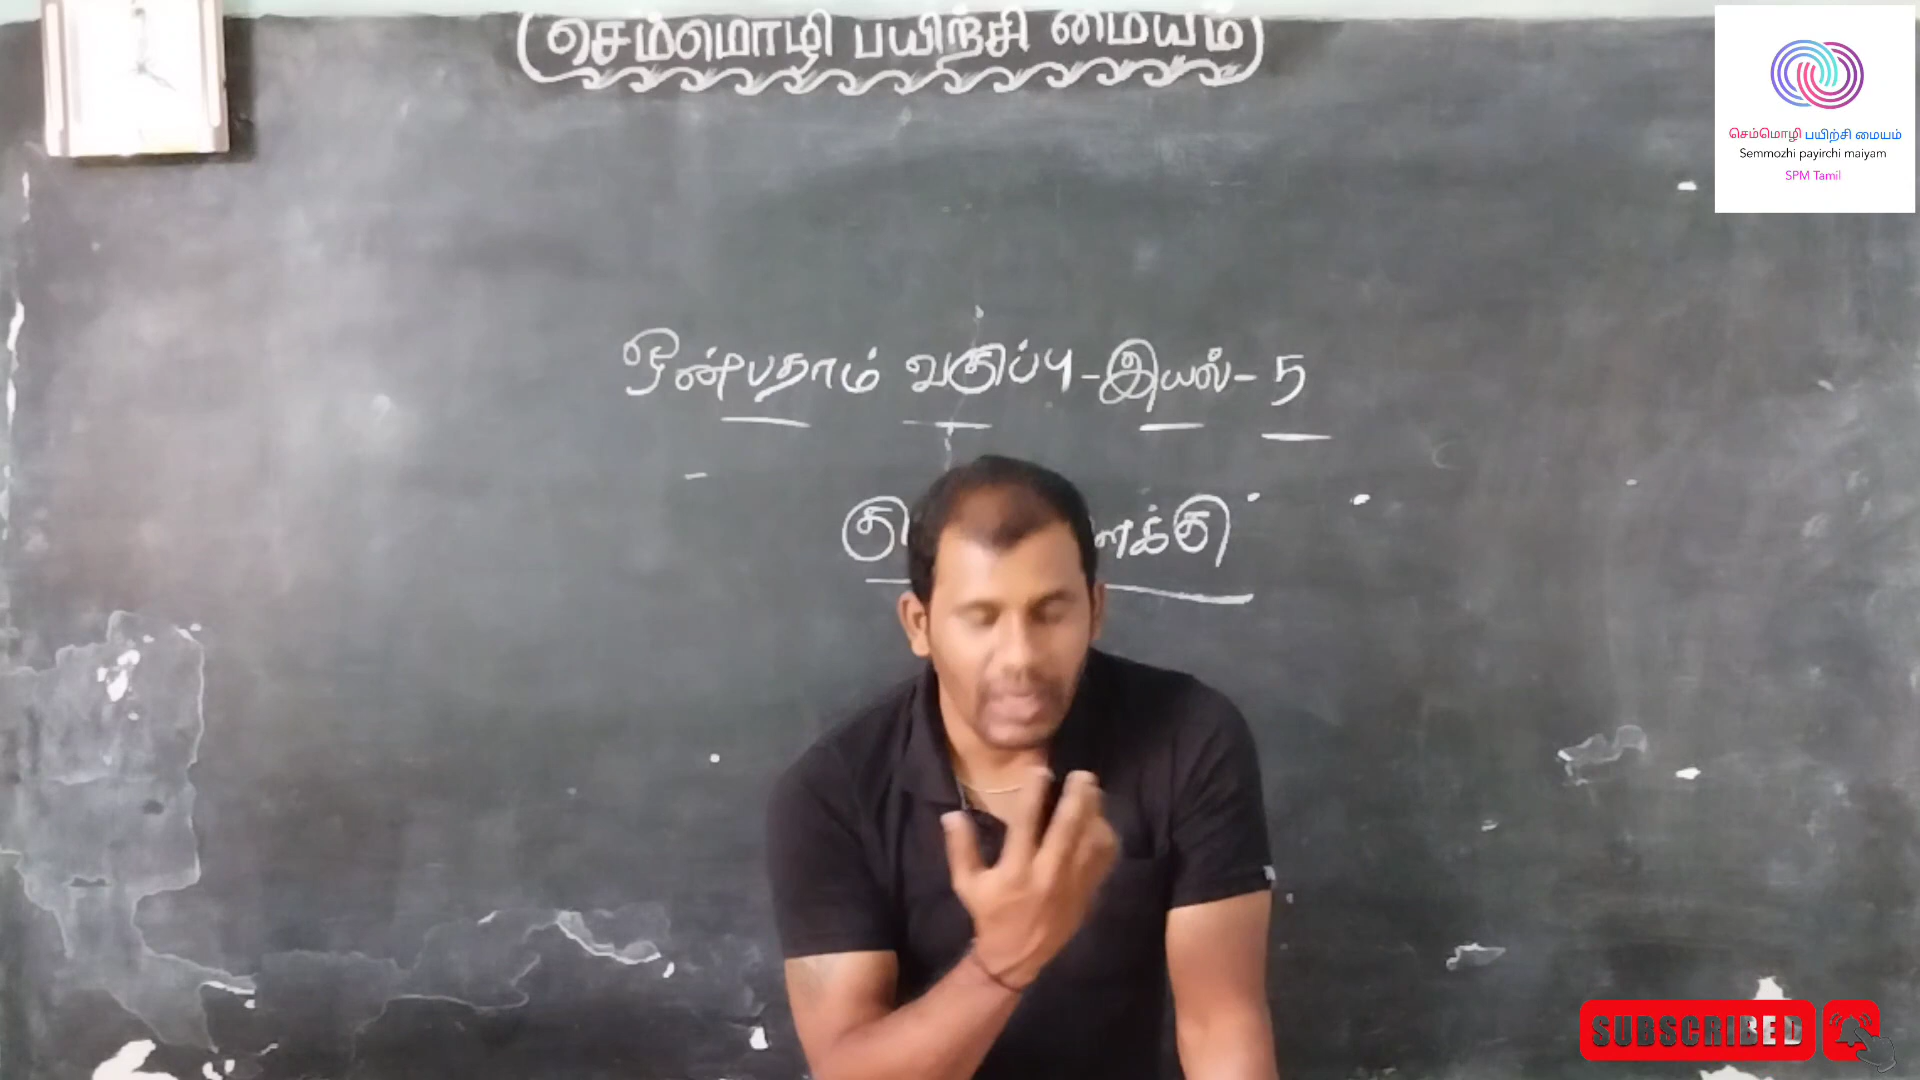 செம்மொழி பயிற்சி மையம்
செம்மொழி பயிற்சி மையம்
Semmozhi payirchi maiyam
SPM Tamil
ஒன்பதாம் வகுப்பு - இயல் - 5
SUBSCRIBED